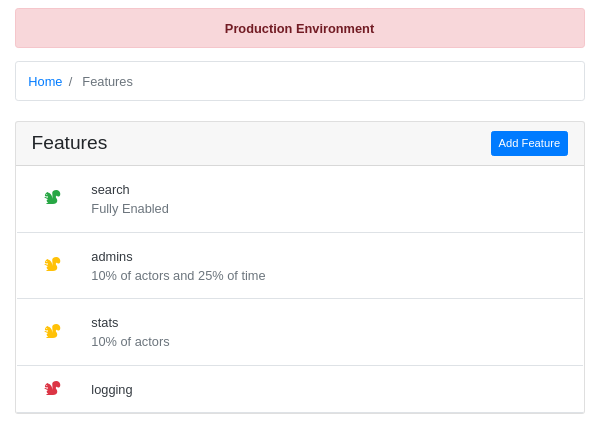 Production Environment
Home / Features
Features
Add Feature
search
Fully Enabled
admins
10% of actors and 25% of time
stats
10% of actors
logging